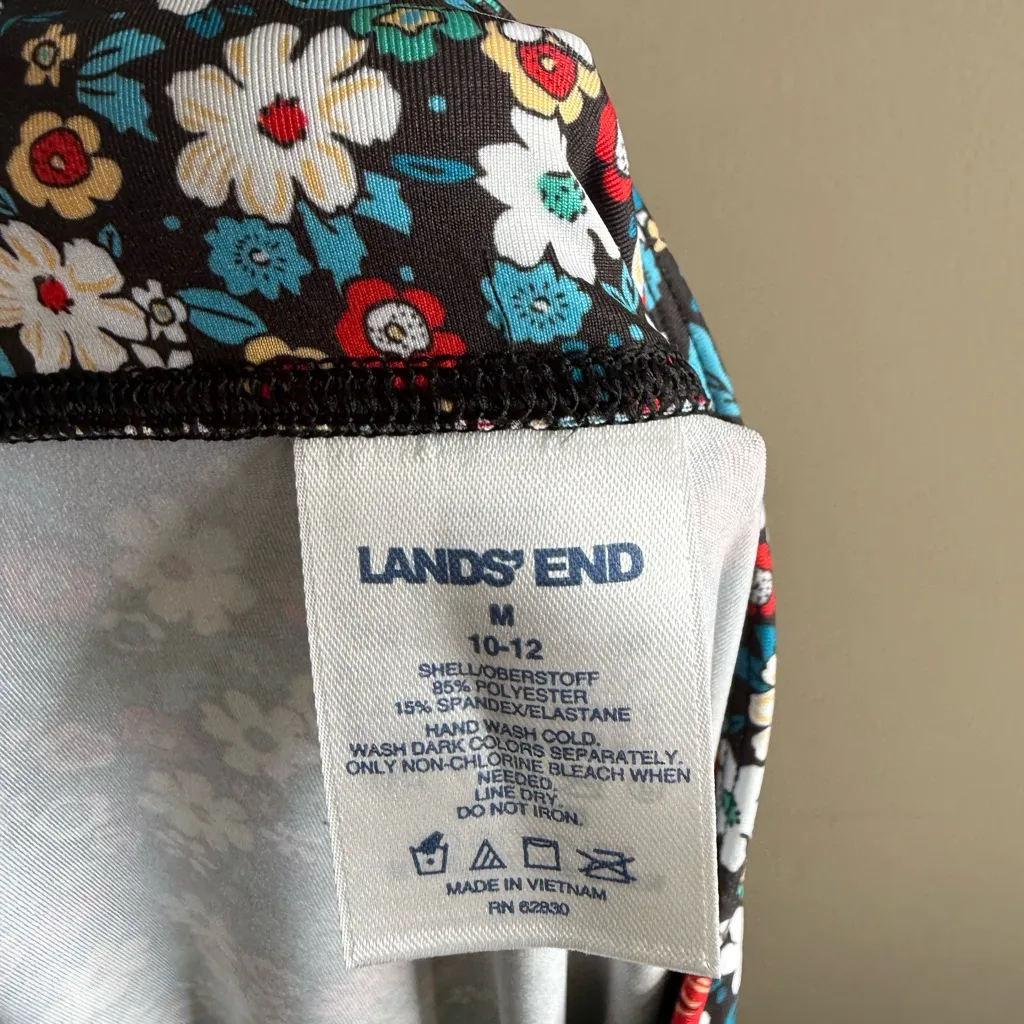 LANDS' END
M
10-12
SHELL/OBERSTOFF
85% POLYESTER
15% SPANDEX/ELASTANE
HAND WASH COLD.
WASH DARK COLORS SEPARATELY.
ONLY NON-CHLORINE BLEACH WHEN
NEEDED.
LINE DRY.
DO NOT IRON.
MADE IN VIETNAM
RN 62830